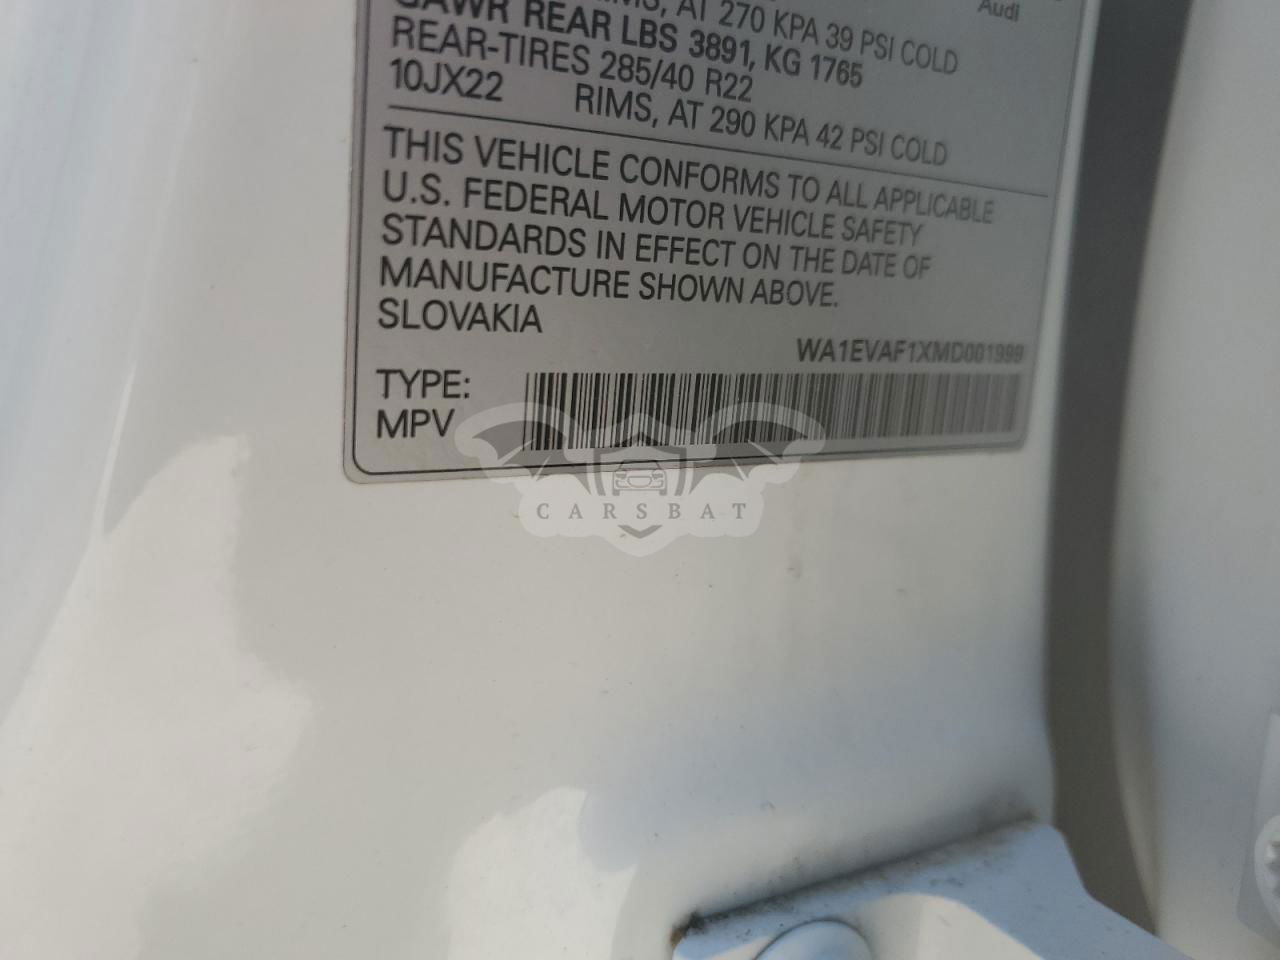 Audi
RIMS, AT 270 KPA 39 PSI COLD
GAWR REAR LBS 3891, KG 1765
REAR-TIRES 285/40 R22
10JX22 RIMS, AT 290 KPA 42 PSI COLD
THIS VEHICLE CONFORMS TO ALL APPLICABLE
U.S. FEDERAL MOTOR VEHICLE SAFETY
STANDARDS IN EFFECT ON THE DATE OF
MANUFACTURE SHOWN ABOVE.
SLOVAKIA
WA1EVAF1XMD001999
TYPE:
MPV
CARSBAT